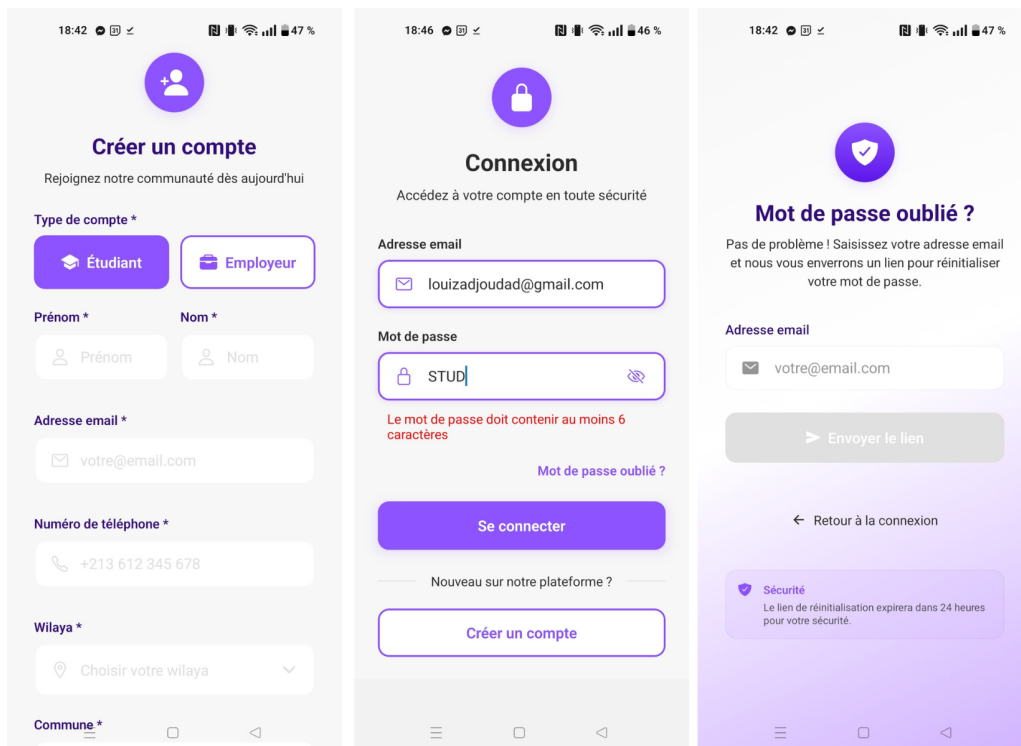 18:42 31 47 %
Créer un compte
Rejoignez notre communauté dès aujourd'hui
Type de compte *
Étudiant Employeur
Prénom * Nom *
Prénom Nom
Adresse email *
votre@email.com
Numéro de téléphone *
+213 612 345 678
Wilaya *
Choisir votre wilaya
Commune *
18:46 31 46 %
Connexion
Accédez à votre compte en toute sécurité
Adresse email
louizadjoudad@gmail.com
Mot de passe
STUD
Le mot de passe doit contenir au moins 6
caractères
Mot de passe oublié ?
Se connecter
Nouveau sur notre plateforme ?
Créer un compte
18:42 31 47 %
Mot de passe oublié ?
Pas de problème ! Saisissez votre adresse email
et nous vous enverrons un lien pour réinitialiser
votre mot de passe.
Adresse email
votre@email.com
Envoyer le lien
Retour à la connexion
Sécurité
Le lien de réinitialisation expirera dans 24 heures
pour votre sécurité.